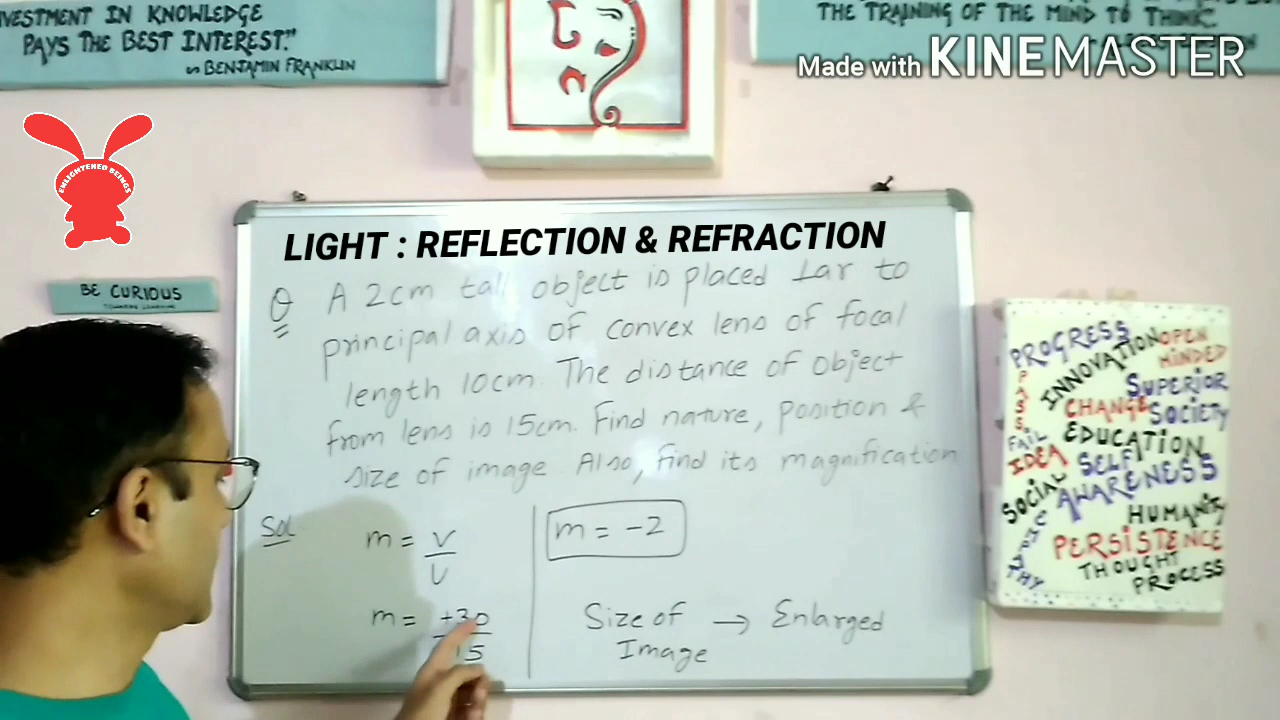 NVESTMENT IN KNOWLEDGE
PAYS THE BEST INTEREST."
BENJAMIN FRANKLIN
THE TRAINING OF THE MIND TO THINK
Made with KINEMASTER
ENLIGHTENED BEINGS
BE CURIOUS
LIGHT : REFLECTION & REFRACTION
Q A 2cm tall object is placed ⊥ar to
principal axis of convex lens of focal
length 10cm. The distance of object
from lens is 15cm. Find nature, position &
size of image. Also, find its magnification
Sol
m = v/u
m = +30/-15
m = -2
Size of Image → Enlarged
PROGRESS
INNOVATION
OPEN MINDED
PASS
FAIL
SUPERIOR
CHANGE
SOCIETY
EDUCATION
IDEA
SELF
SOCIAL
AWARENESS
HUMANITY
PERSISTENCE
THOUGHT
PROCESS